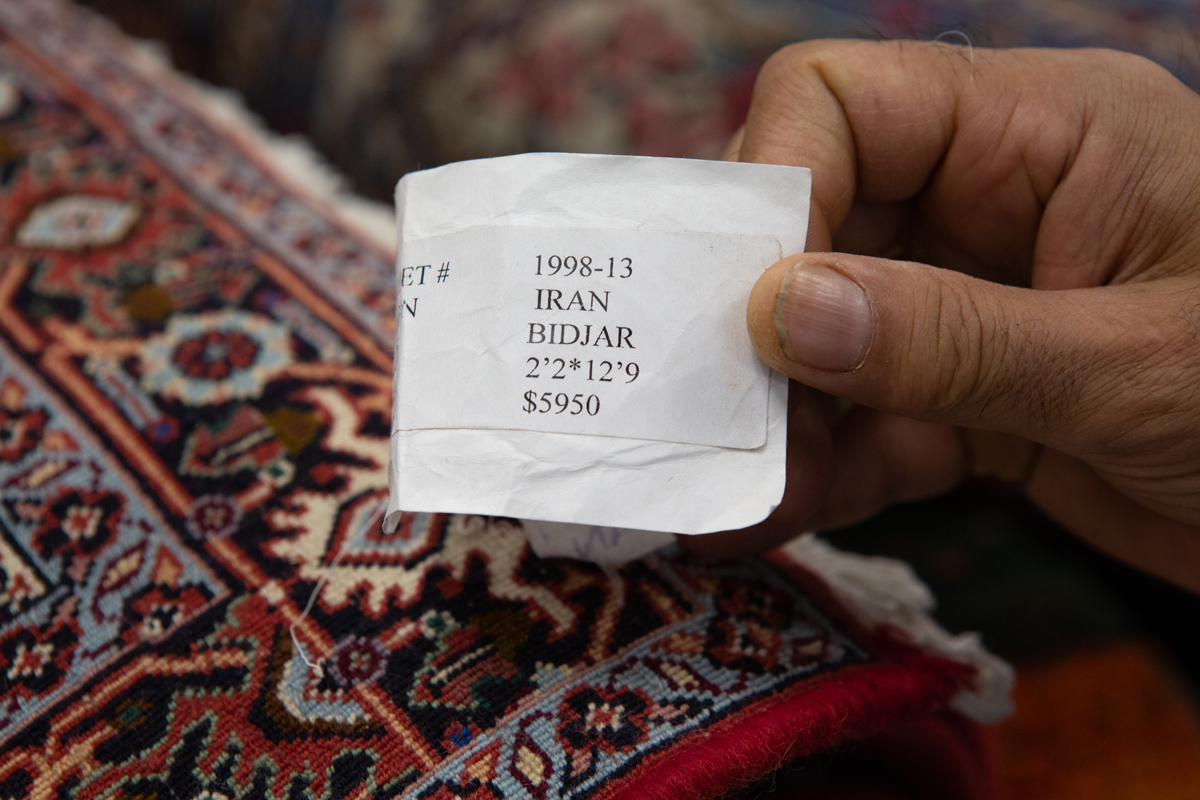 ET # 1998-13
N IRAN
BIDJAR
2’2*12’9
$5950